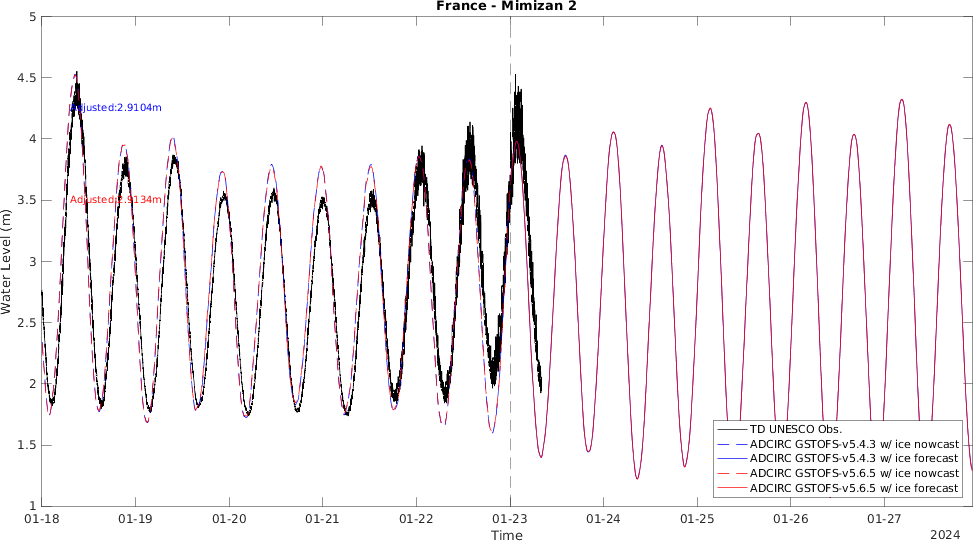 France - Mimizan 2
5
4.5
4
3.5
3
2.5
2
1.5
1
Water Level (m)
Adjusted:2.9104m
Adjusted:2.9134m
TD UNESCO Obs.
ADCIRC GSTOFS-v5.4.3 w/ ice nowcast
ADCIRC GSTOFS-v5.4.3 w/ ice forecast
ADCIRC GSTOFS-v5.6.5 w/ ice nowcast
ADCIRC GSTOFS-v5.6.5 w/ ice forecast
01-18 01-19 01-20 01-21 01-22 01-23 01-24 01-25 01-26 01-27
Time
2024